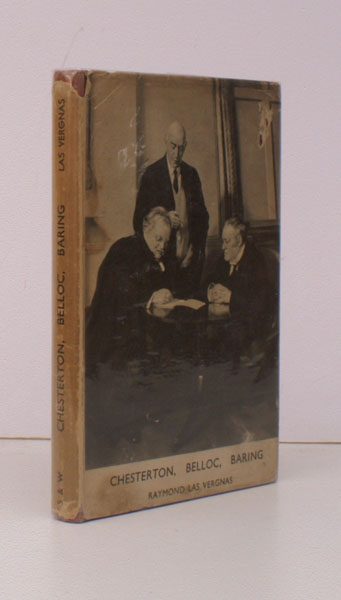 CHESTERTON, BELLOC, BARING LAS VERGNAS
S & W
CHESTERTON, BELLOC, BARING
RAYMOND LAS VERGNAS